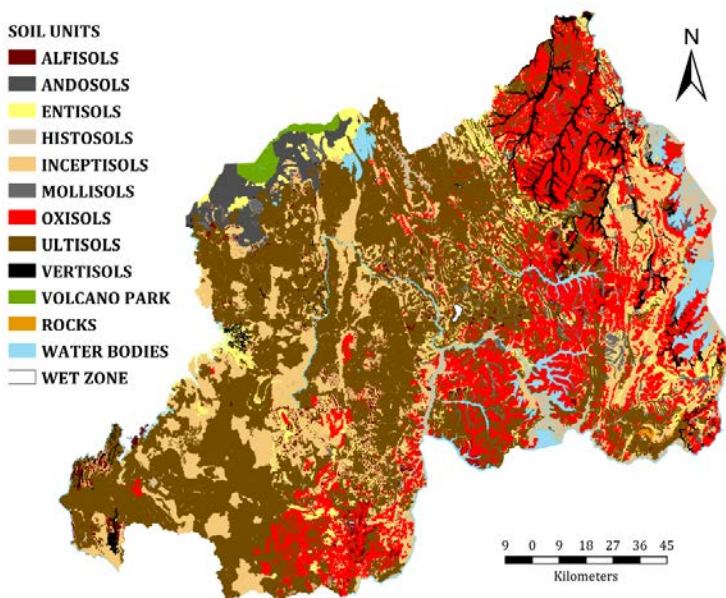 SOIL UNITS
ALFISOLS
ANDOSOLS
ENTISOLS
HISTOSOLS
INCEPTISOLS
MOLLISOLS
OXISOLS
ULTISOLS
VERTISOLS
VOLCANO PARK
ROCKS
WATER BODIES
WET ZONE
N
9 0 9 18 27 36 45
Kilometers